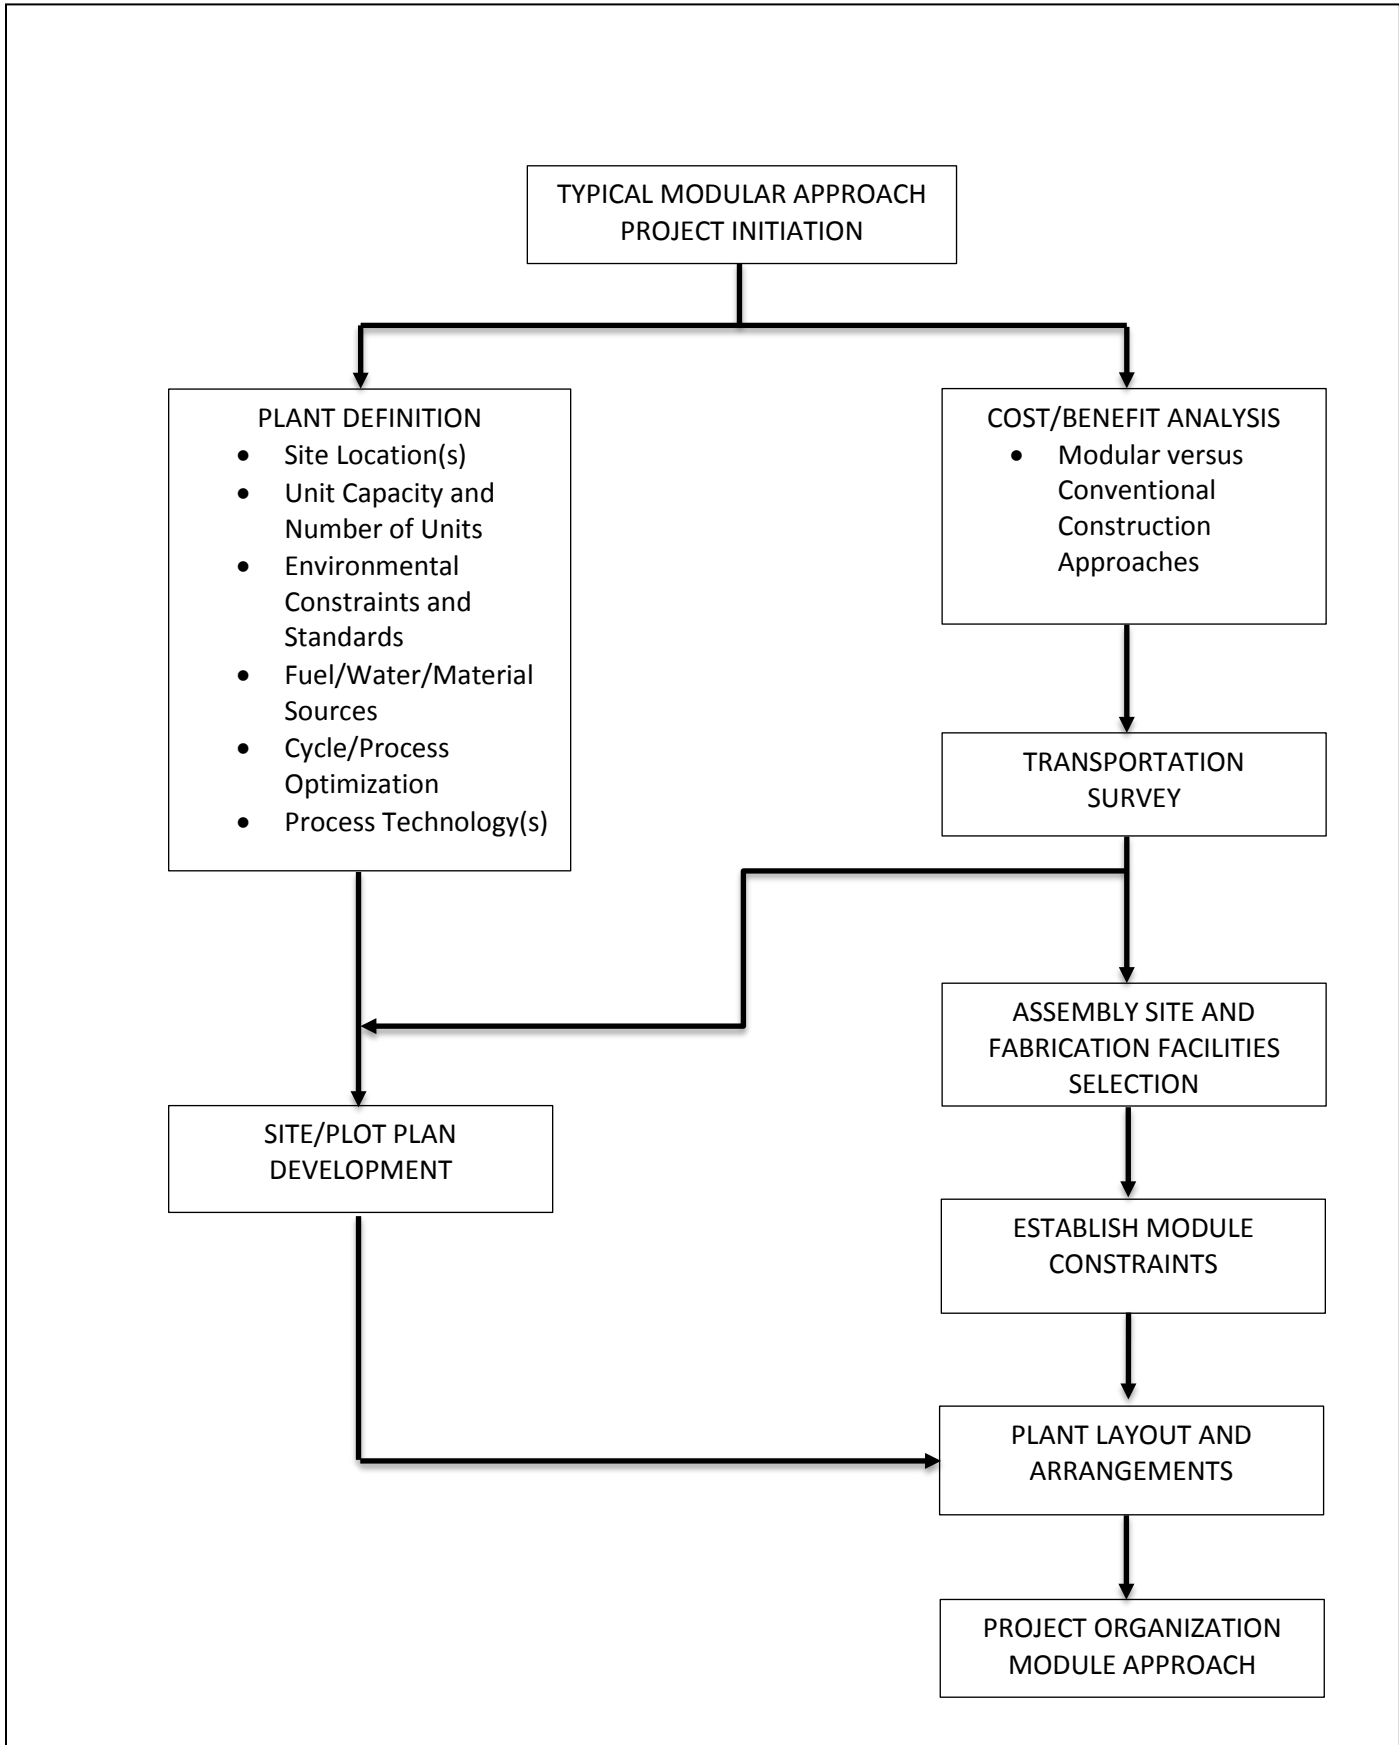 TYPICAL MODULAR APPROACH
PROJECT INITIATION
PLANT DEFINITION
• Site Location(s)
• Unit Capacity and
Number of Units
• Environmental
Constraints and
Standards
• Fuel/Water/Material
Sources
• Cycle/Process
Optimization
• Process Technology(s)
COST/BENEFIT ANALYSIS
• Modular versus
Conventional
Construction
Approaches
TRANSPORTATION
SURVEY
ASSEMBLY SITE AND
FABRICATION FACILITIES
SELECTION
SITE/PLOT PLAN
DEVELOPMENT
ESTABLISH MODULE
CONSTRAINTS
PLANT LAYOUT AND
ARRANGEMENTS
PROJECT ORGANIZATION
MODULE APPROACH